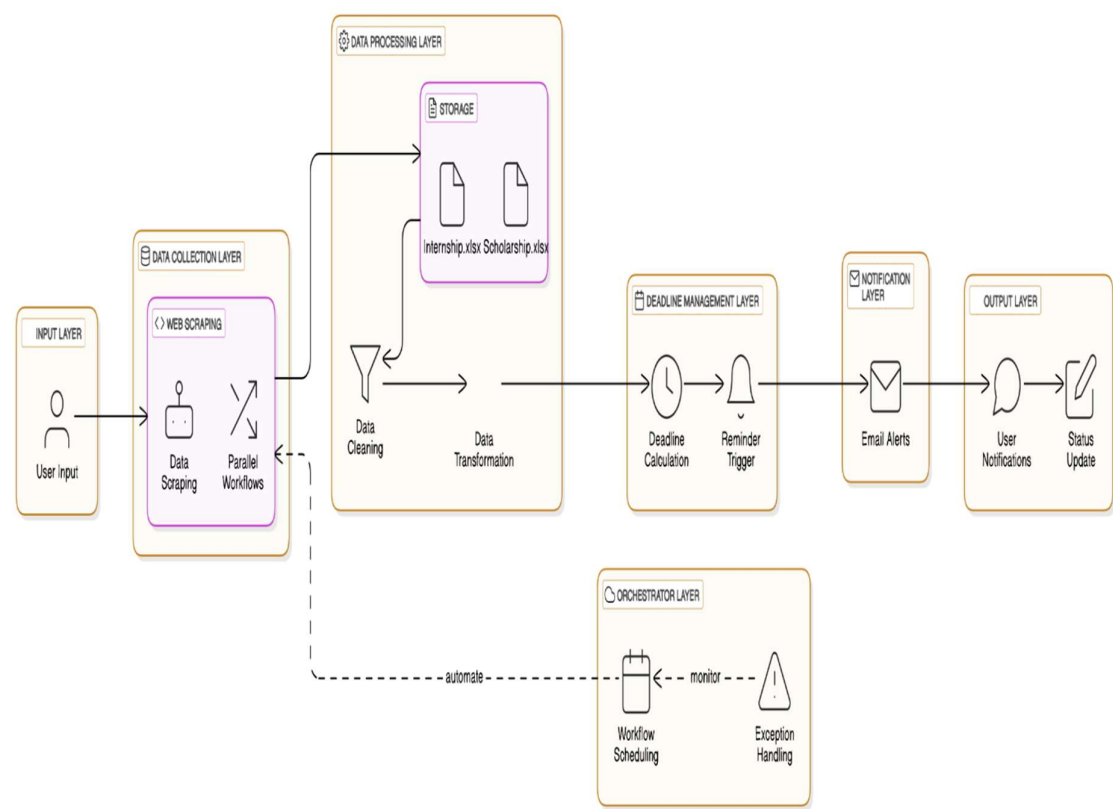 DATA PROCESSING LAYER
STORAGE
Internship.xlsx Scholarship.xlsx
DATA COLLECTION LAYER
WEB SCRAPING
INPUT LAYER
User Input
Data
Scraping
Parallel
Workflows
Data
Cleaning
Data
Transformation
DEADLINE MANAGEMENT LAYER
Deadline
Calculation
Reminder
Trigger
NOTIFICATION
LAYER
Email Alerts
OUTPUT LAYER
User
Notifications
Status
Update
ORCHESTRATOR LAYER
automate
monitor
Workflow
Scheduling
Exception
Handling